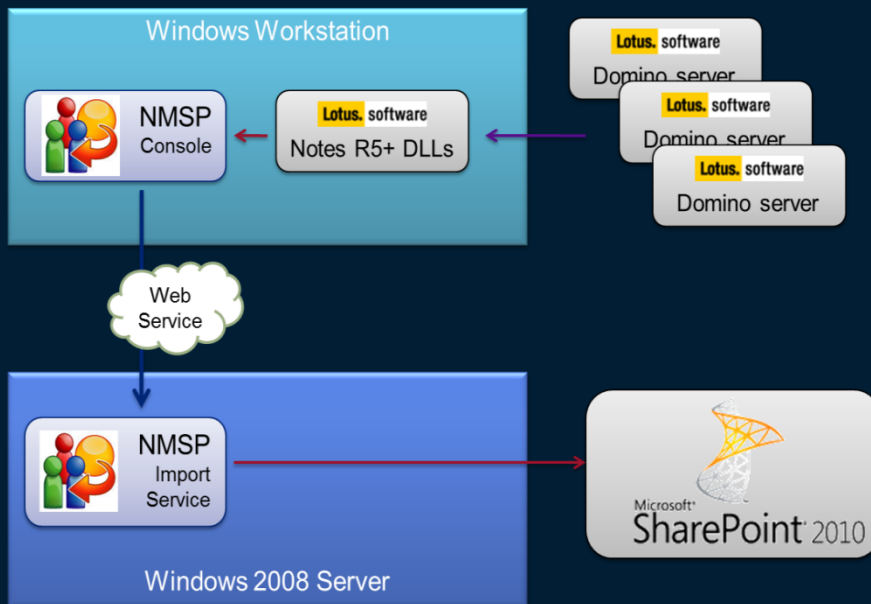 Windows Workstation
NMSP
Console
Lotus. software
Notes R5+ DLLs
Lotus. software
Domino server
Lotus. software
Domino server
Lotus. software
Domino server
Web
Service
NMSP
Import
Service
Windows 2008 Server
Microsoft®
SharePoint® 2010